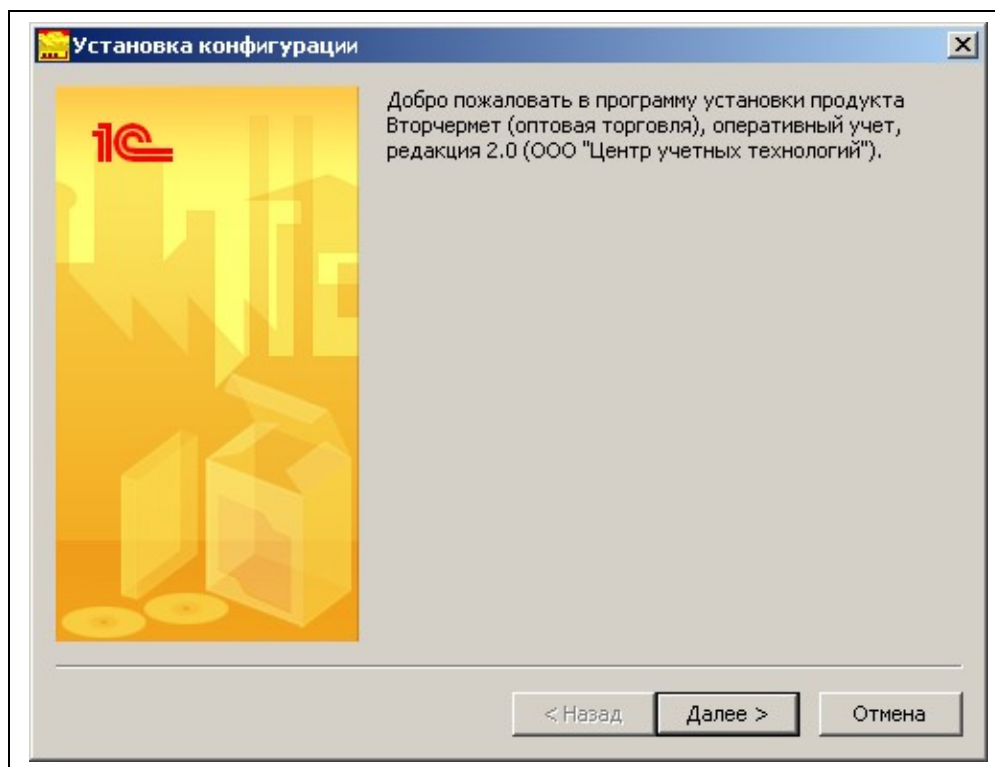 Установка конфигурации
1С
Добро пожаловать в программу установки продукта
Вторчермет (оптовая торговля), оперативный учет,
редакция 2.0 (ООО "Центр учетных технологий").
< Назад
Далее >
Отмена